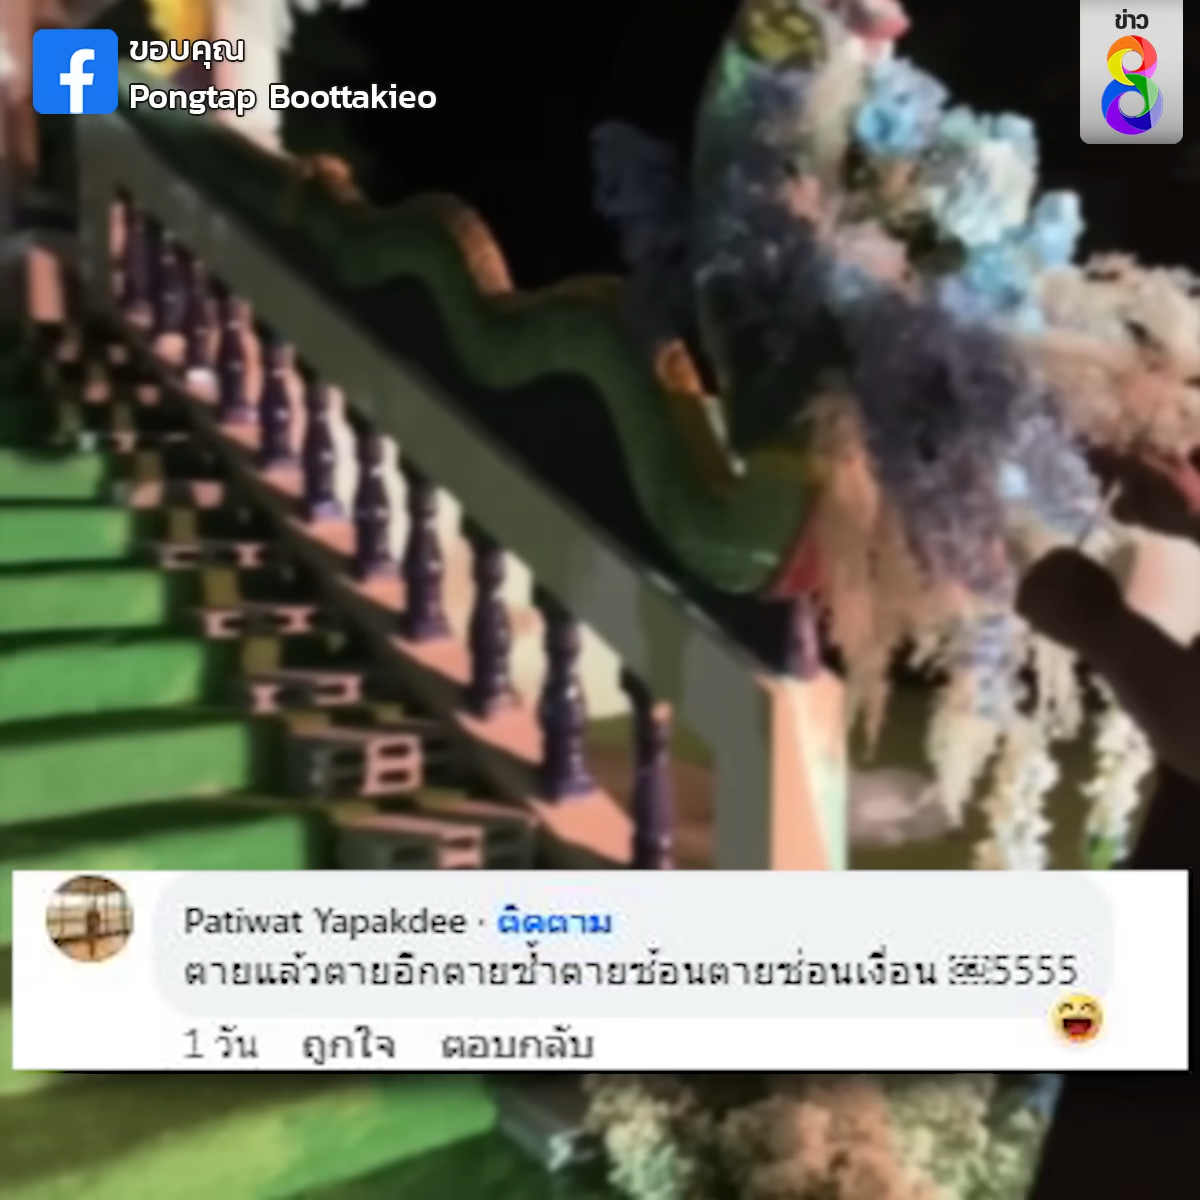 ขอบคุณ
Pongtap Boottakieo
ข่าว
8
Patiwat Yapakdee · ติดตาม
ตายแล้วตายอีกตายซ้ำตายซ้อนตายซ่อนเงื่อน 5555
1 วัน ถูกใจ ตอบกลับ